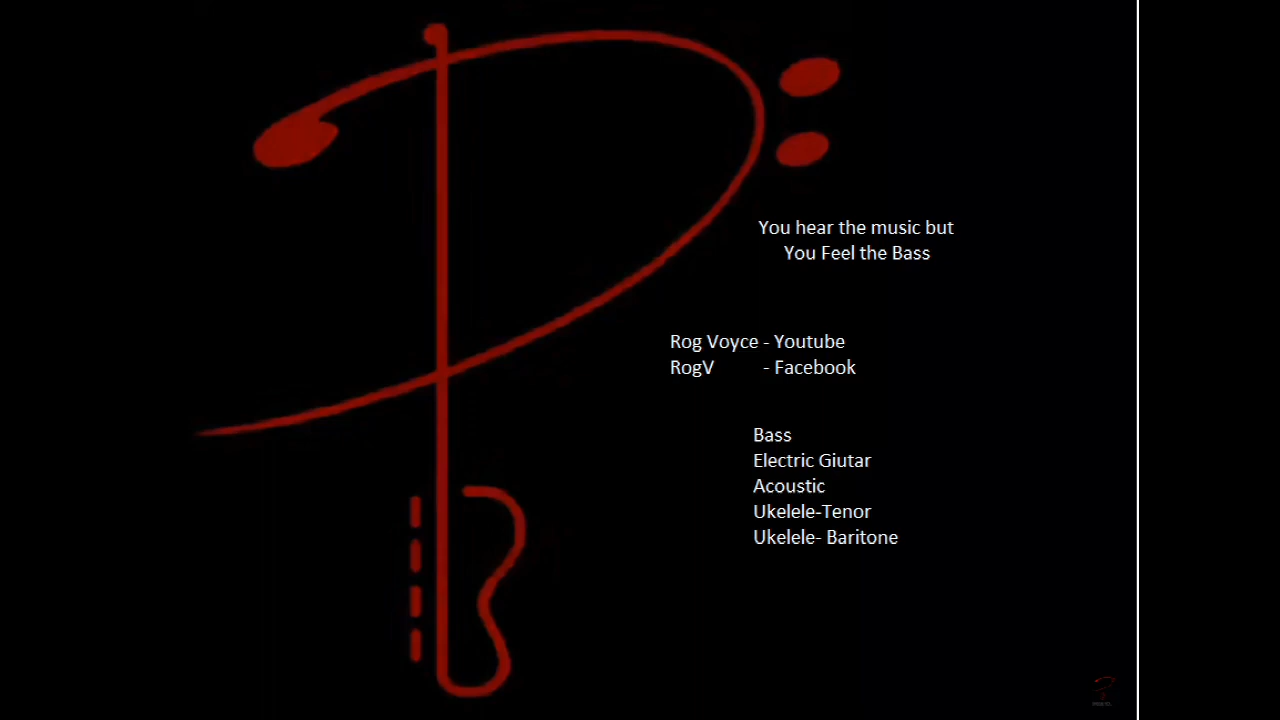 You hear the music but
You Feel the Bass
Rog Voyce - Youtube
RogV - Facebook
Bass
Electric Giutar
Acoustic
Ukelele-Tenor
Ukelele- Baritone